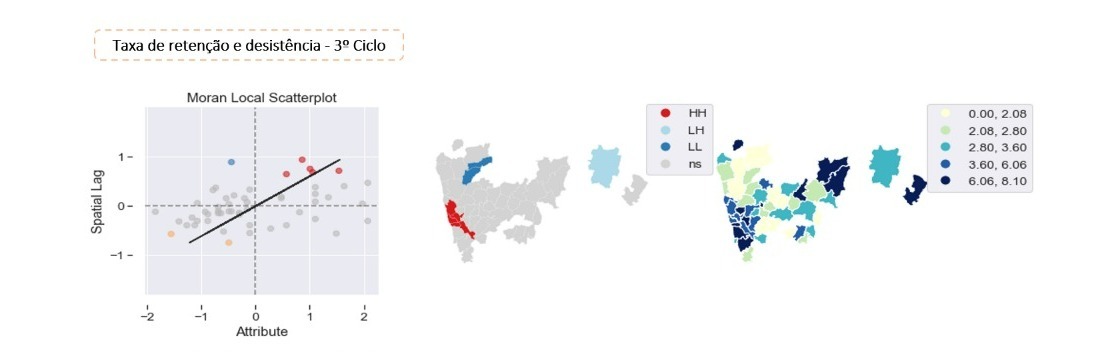 Taxa de retenção e desistência - 3º Ciclo
Moran Local Scatterplot
1
0
−1
Spatial Lag
−2
−1
0
1
2
Attribute
HH
LH
LL
ns
0.00, 2.08
2.08, 2.80
2.80, 3.60
3.60, 6.06
6.06, 8.10